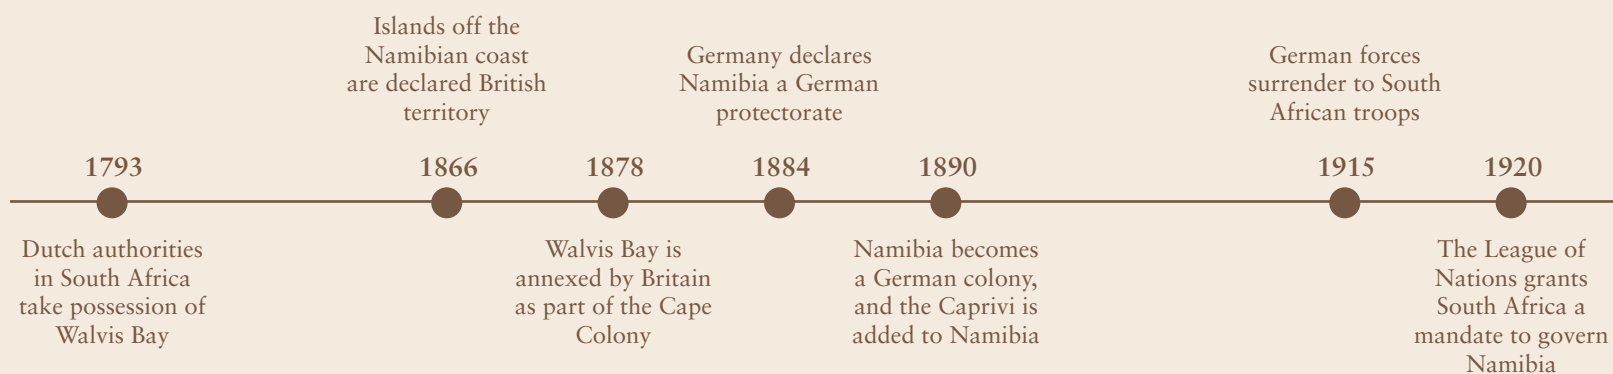 Islands off the
Namibian coast
are declared British
territory
Germany declares
Namibia a German
protectorate
German forces
surrender to South
African troops
1793
1866
1878
1884
1890
1915
1920
Dutch authorities
in South Africa
take possession of
Walvis Bay
Walvis Bay is
annexed by Britain
as part of the Cape
Colony
Namibia becomes
a German colony,
and the Caprivi is
added to Namibia
The League of
Nations grants
South Africa a
mandate to govern
Namibia